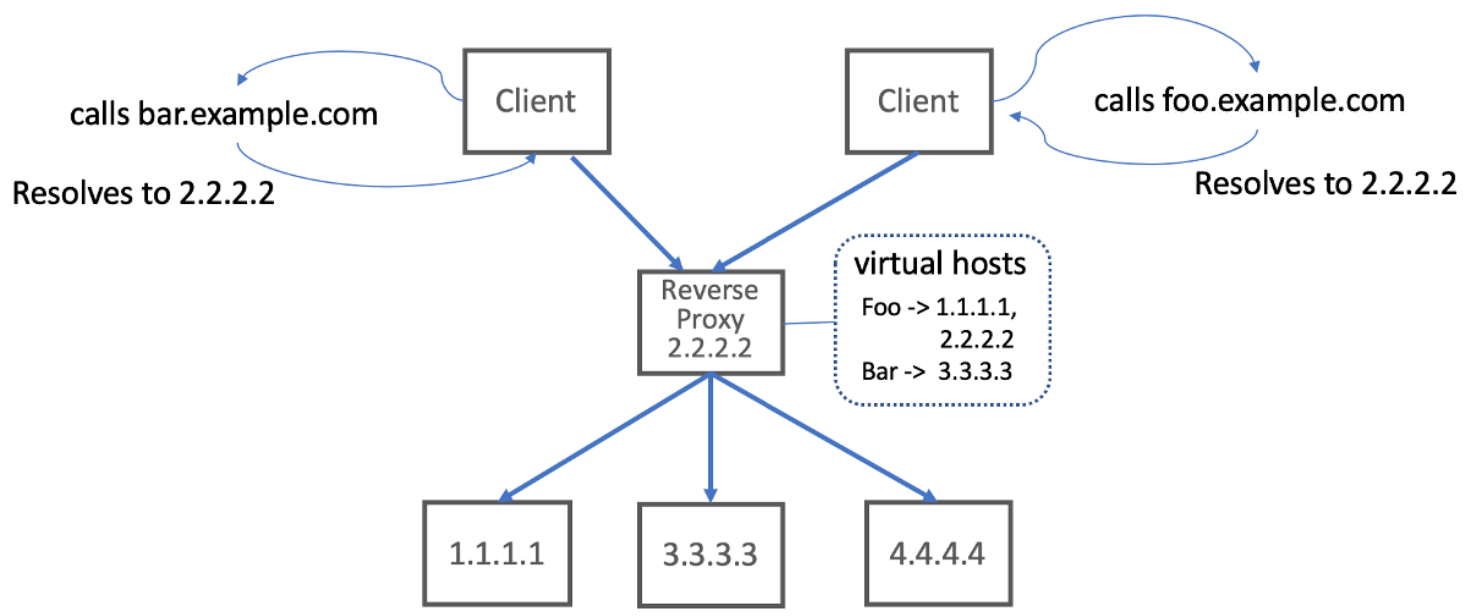 Client
Client
calls bar.example.com
calls foo.example.com
Resolves to 2.2.2.2
Resolves to 2.2.2.2
virtual hosts
Foo -> 1.1.1.1,
2.2.2.2
Bar -> 3.3.3.3
Reverse
Proxy
2.2.2.2
1.1.1.1
3.3.3.3
4.4.4.4